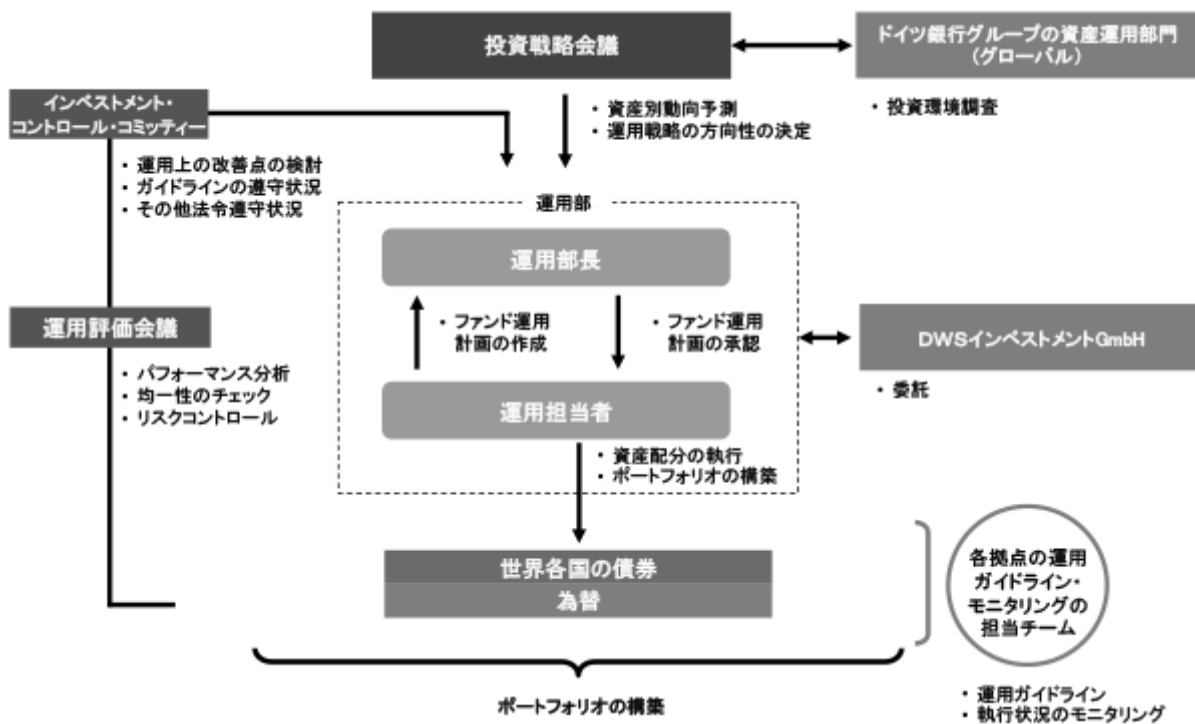 投資戦略会議
ドイツ銀行グループの資産運用部門
(グローバル)
・ 投資環境調査
・ 資産別動向予測
・ 運用戦略の方向性の決定
インベストメント・
コントロール・コミッティー
・ 運用上の改善点の検討
・ ガイドラインの遵守状況
・ その他法令遵守状況
運用部
運用部長
・ ファンド運用
計画の作成
・ ファンド運用
計画の承認
運用評価会議
・ パフォーマンス分析
・ 均一性のチェック
・ リスクコントロール
DWSインベストメントGmbH
・ 委託
運用担当者
・ 資産配分の執行
・ ポートフォリオの構築
世界各国の債券
為替
各拠点の運用
ガイドライン・
モニタリングの
担当チーム
・ 運用ガイドライン
・ 執行状況のモニタリング
ポートフォリオの構築